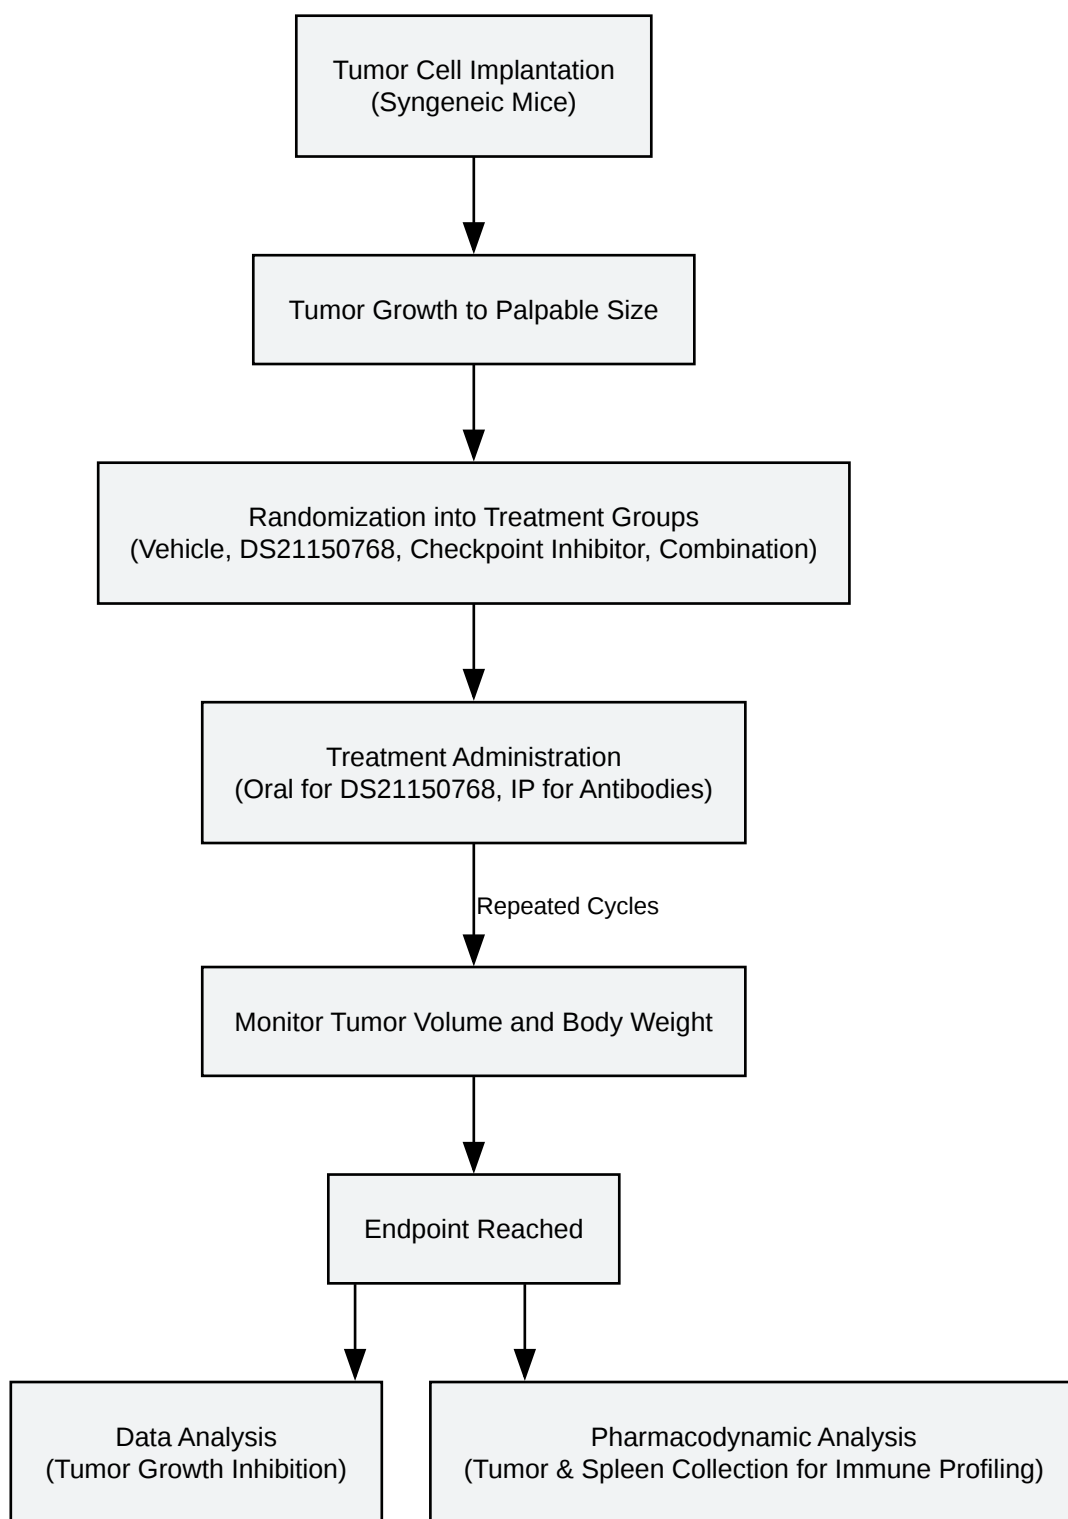 Tumor Cell Implantation
(Syngeneic Mice)
Tumor Growth to Palpable Size
Randomization into Treatment Groups
(Vehicle, DS21150768, Checkpoint Inhibitor, Combination)
Treatment Administration
(Oral for DS21150768, IP for Antibodies)
Repeated Cycles
Monitor Tumor Volume and Body Weight
Endpoint Reached
Data Analysis
(Tumor Growth Inhibition)
Pharmacodynamic Analysis
(Tumor & Spleen Collection for Immune Profiling)